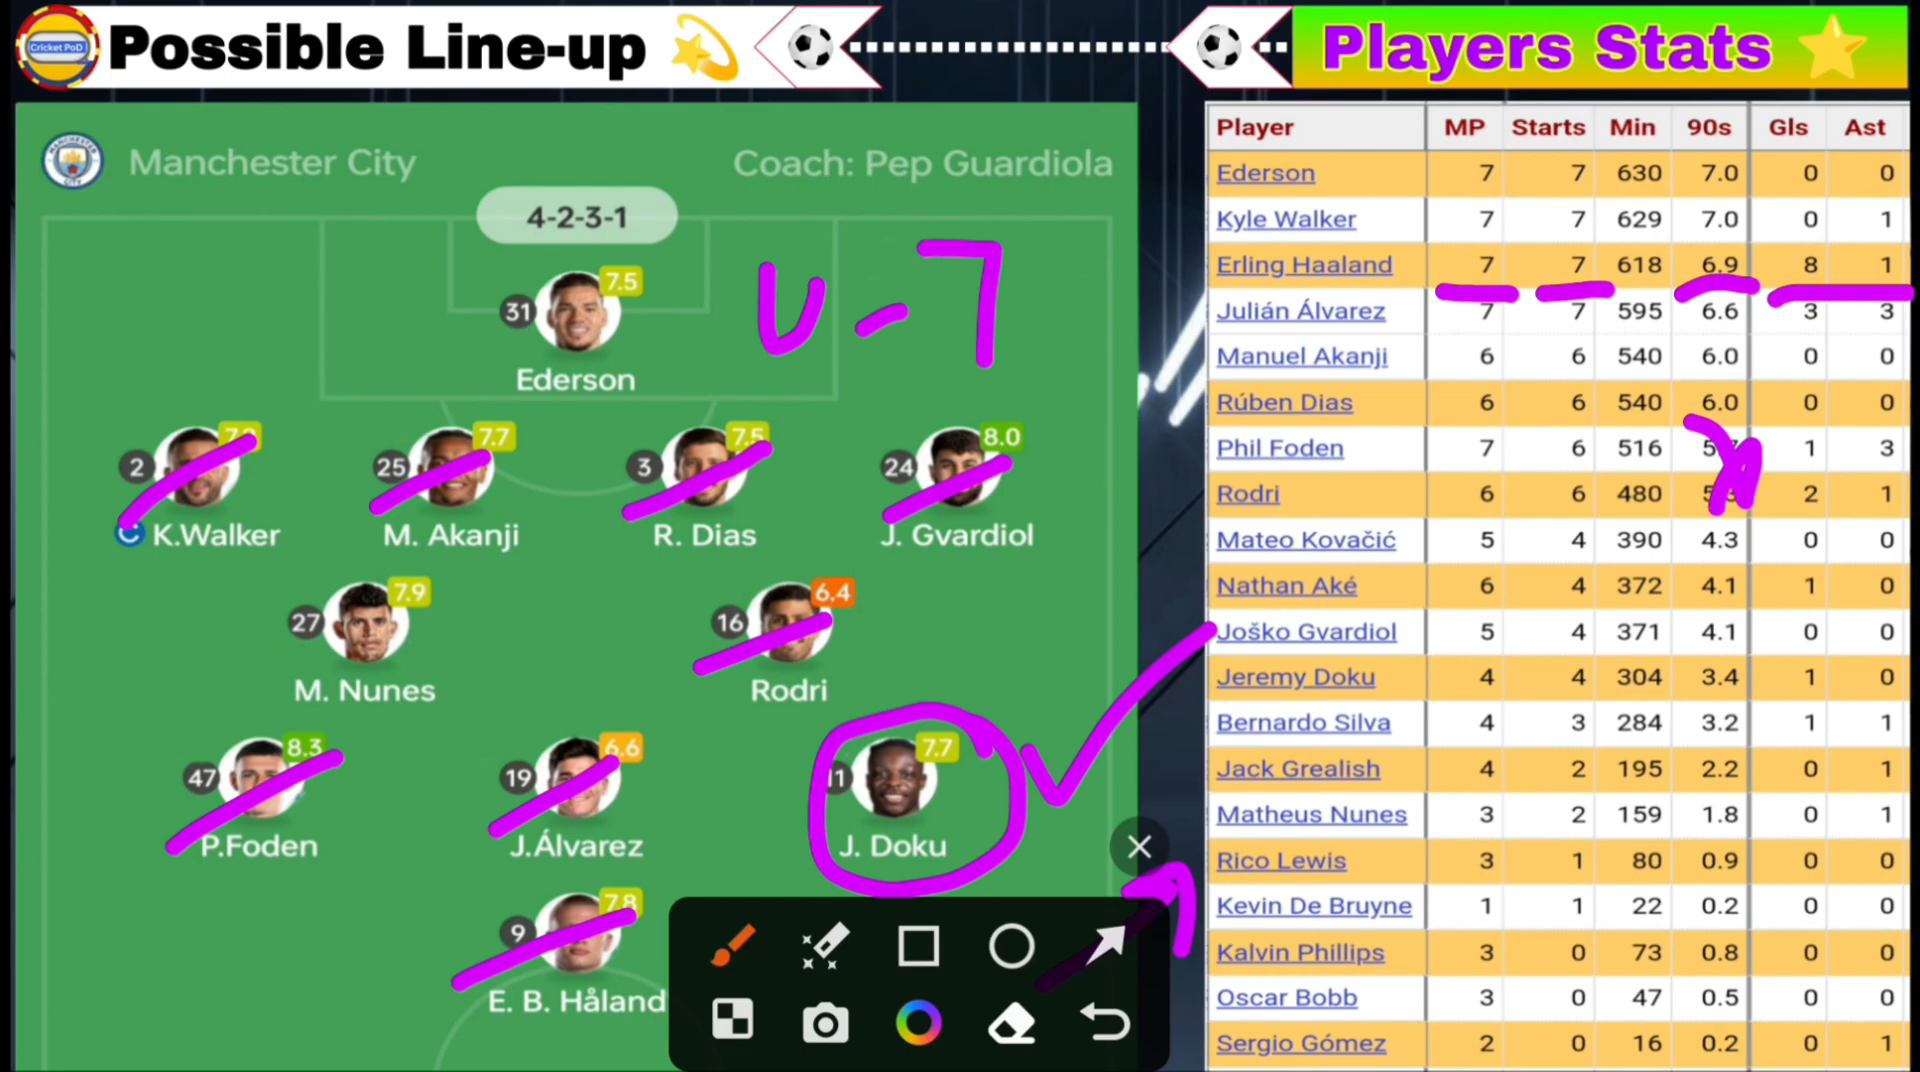 Cricket PoD
Possible Line-up
Players Stats
Manchester City
Coach: Pep Guardiola
4-2-3-1
U-7
7.5
31
Ederson
2
25
7.7
3
7.5
24
8.0
K.Walker
M. Akanji
R. Dias
J. Gvardiol
27
7.9
16
6.4
M. Nunes
Rodri
47
8.3
19
6.6
11
7.7
P.Foden
J.Álvarez
J. Doku
9
7.8
E. B. Håland
Player MP Starts Min 90s Gls Ast
Ederson 7 7 630 7.0 0 0
Kyle Walker 7 7 629 7.0 0 1
Erling Haaland 7 7 618 6.9 8 1
Julián Álvarez 7 7 595 6.6 3 3
Manuel Akanji 6 6 540 6.0 0 0
Rúben Dias 6 6 540 6.0 0 0
Phil Foden 7 6 516 1 3
Rodri 6 6 480 2 1
Mateo Kovačić 5 4 390 4.3 0 0
Nathan Aké 6 4 372 4.1 1 0
Joško Gvardiol 5 4 371 4.1 0 0
Jeremy Doku 4 4 304 3.4 1 0
Bernardo Silva 4 3 284 3.2 1 1
Jack Grealish 4 2 195 2.2 0 1
Matheus Nunes 3 2 159 1.8 0 1
Rico Lewis 3 1 80 0.9 0 0
Kevin De Bruyne 1 1 22 0.2 0 0
Kalvin Phillips 3 0 73 0.8 0 0
Oscar Bobb 3 0 47 0.5 0 0
Sergio Gómez 2 0 16 0.2 0 1